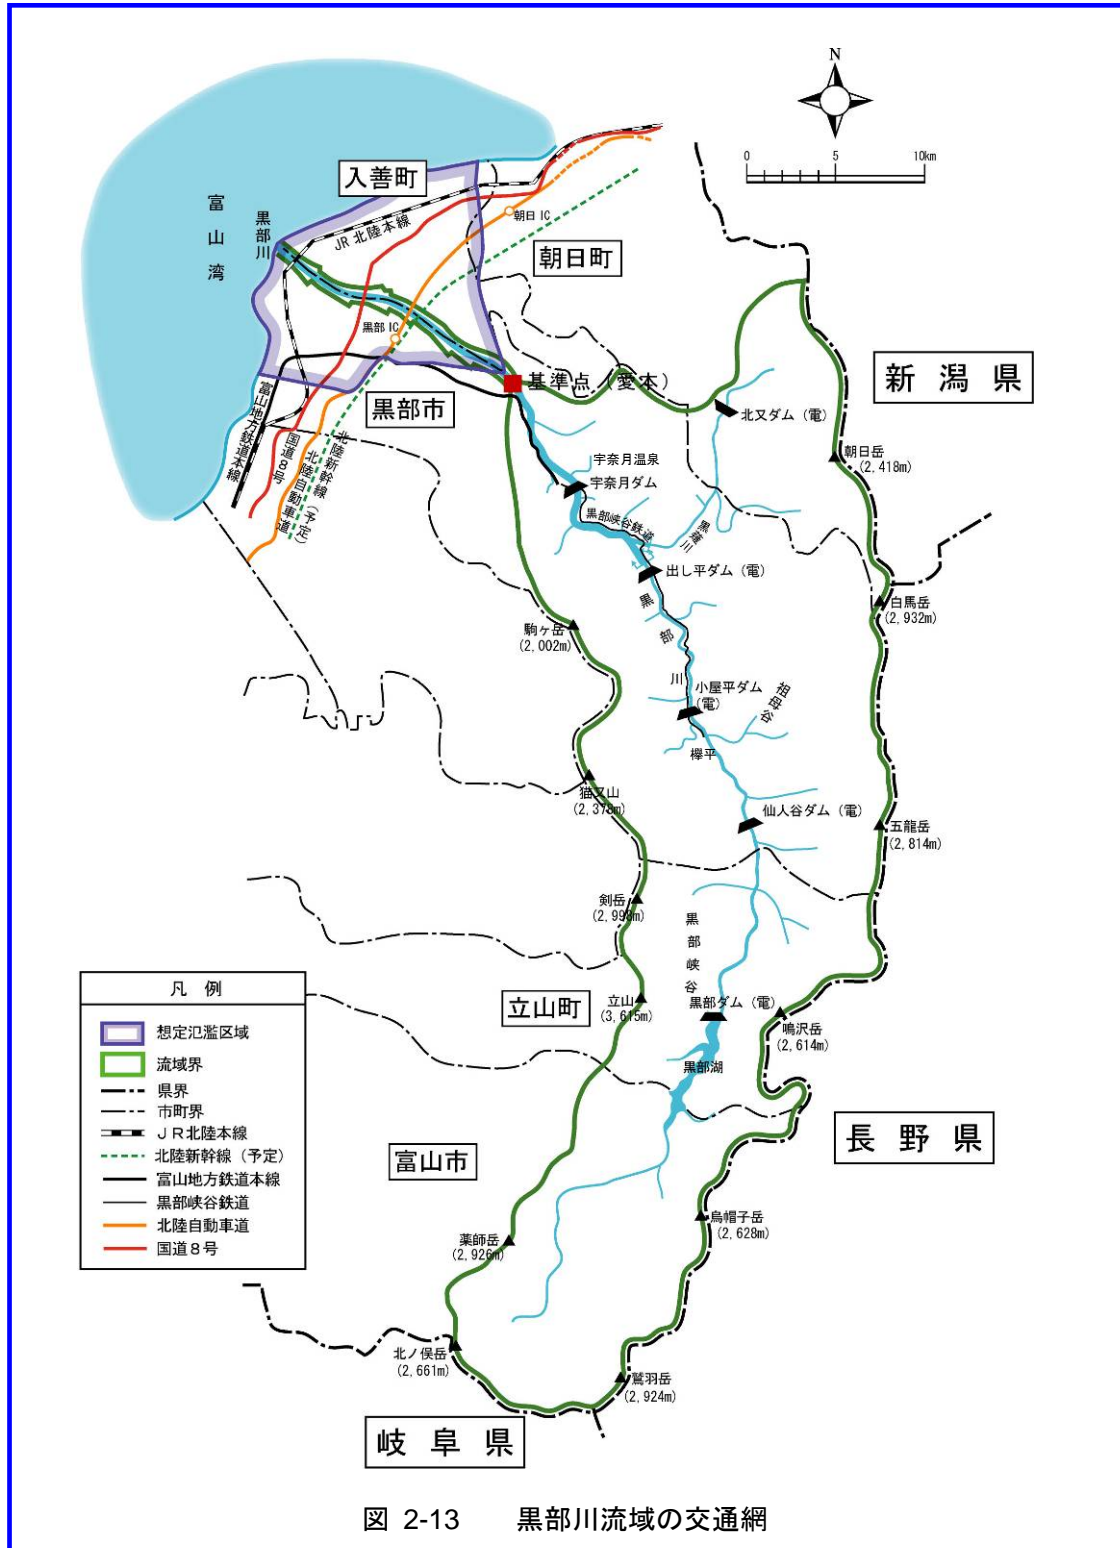 N
0 5 10km
入善町
富山湾
黒部川
JR北陸本線
朝日IC
朝日町
黒部IC
新潟県
基準点（愛本）
黒部市
北又ダム（電）
富山地方鉄道本線
国道8号
北陸自動車道
北陸新幹線（予定）
朝日岳
(2,418m)
宇奈月温泉
宇奈月ダム
黒部峡谷鉄道
黒薙川
出し平ダム（電）
黒部川
白馬岳
(2,932m)
駒ヶ岳
(2,002m)
小屋平ダム
(電)
祖母谷
欅平
猫又山
(2,378m)
仙人谷ダム（電）
五龍岳
(2,814m)
剣岳
(2,998m)
黒部峡谷
立山町
立山
(3,615m)
黒部ダム（電）
鳴沢岳
(2,614m)
黒部湖
長野県
富山市
烏帽子岳
(2,628m)
薬師岳
(2,926m)
北ノ俣岳
(2,661m)
鷲羽岳
(2,924m)
岐阜県
凡例
想定氾濫区域
流域界
県界
市町界
ＪＲ北陸本線
北陸新幹線（予定）
富山地方鉄道本線
黒部峡谷鉄道
北陸自動車道
国道８号
図 2-13 黒部川流域の交通網